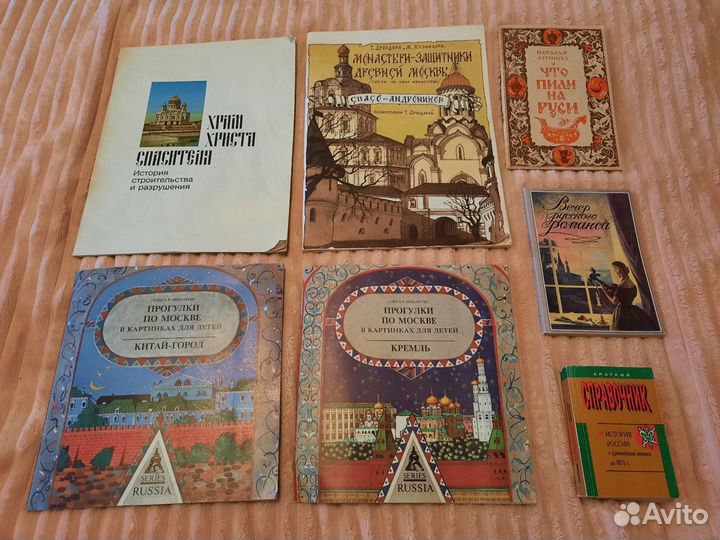 ХРАМ
ХРИСТА
СПАСИТЕЛЯ
История
строительства
и разрушения
МОНАСТЫРИ-ЗАЩИТНИКИ
ДРЕВНЕЙ МОСКВЫ
СПАСО-АНДРОНИКОВ
НАТАЛЬЯ
ЧТО
ПИЛИ
НА
РУСИ
Вечер
русского
романса
ПРОГУЛКИ
ПО МОСКВЕ
В КАРТИНКАХ ДЛЯ ДЕТЕЙ
КИТАЙ-ГОРОД
SERIES
RUSSIA
ПРОГУЛКИ
ПО МОСКВЕ
В КАРТИНКАХ ДЛЯ ДЕТЕЙ
КРЕМЛЬ
SERIES
RUSSIA
КРАТКИЙ
СПРАВОЧНИК
ИСТОРИЯ
РОССИИ
с древнейших времен
Avito